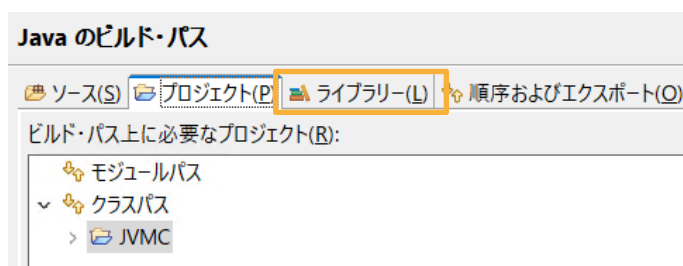 Java のビルド・パス
ソース(S) プロジェクト(P) ライブラリー(L) 順序およびエクスポート(O)
ビルド・パス上に必要なプロジェクト(R):
モジュールパス
クラスパス
JVMC